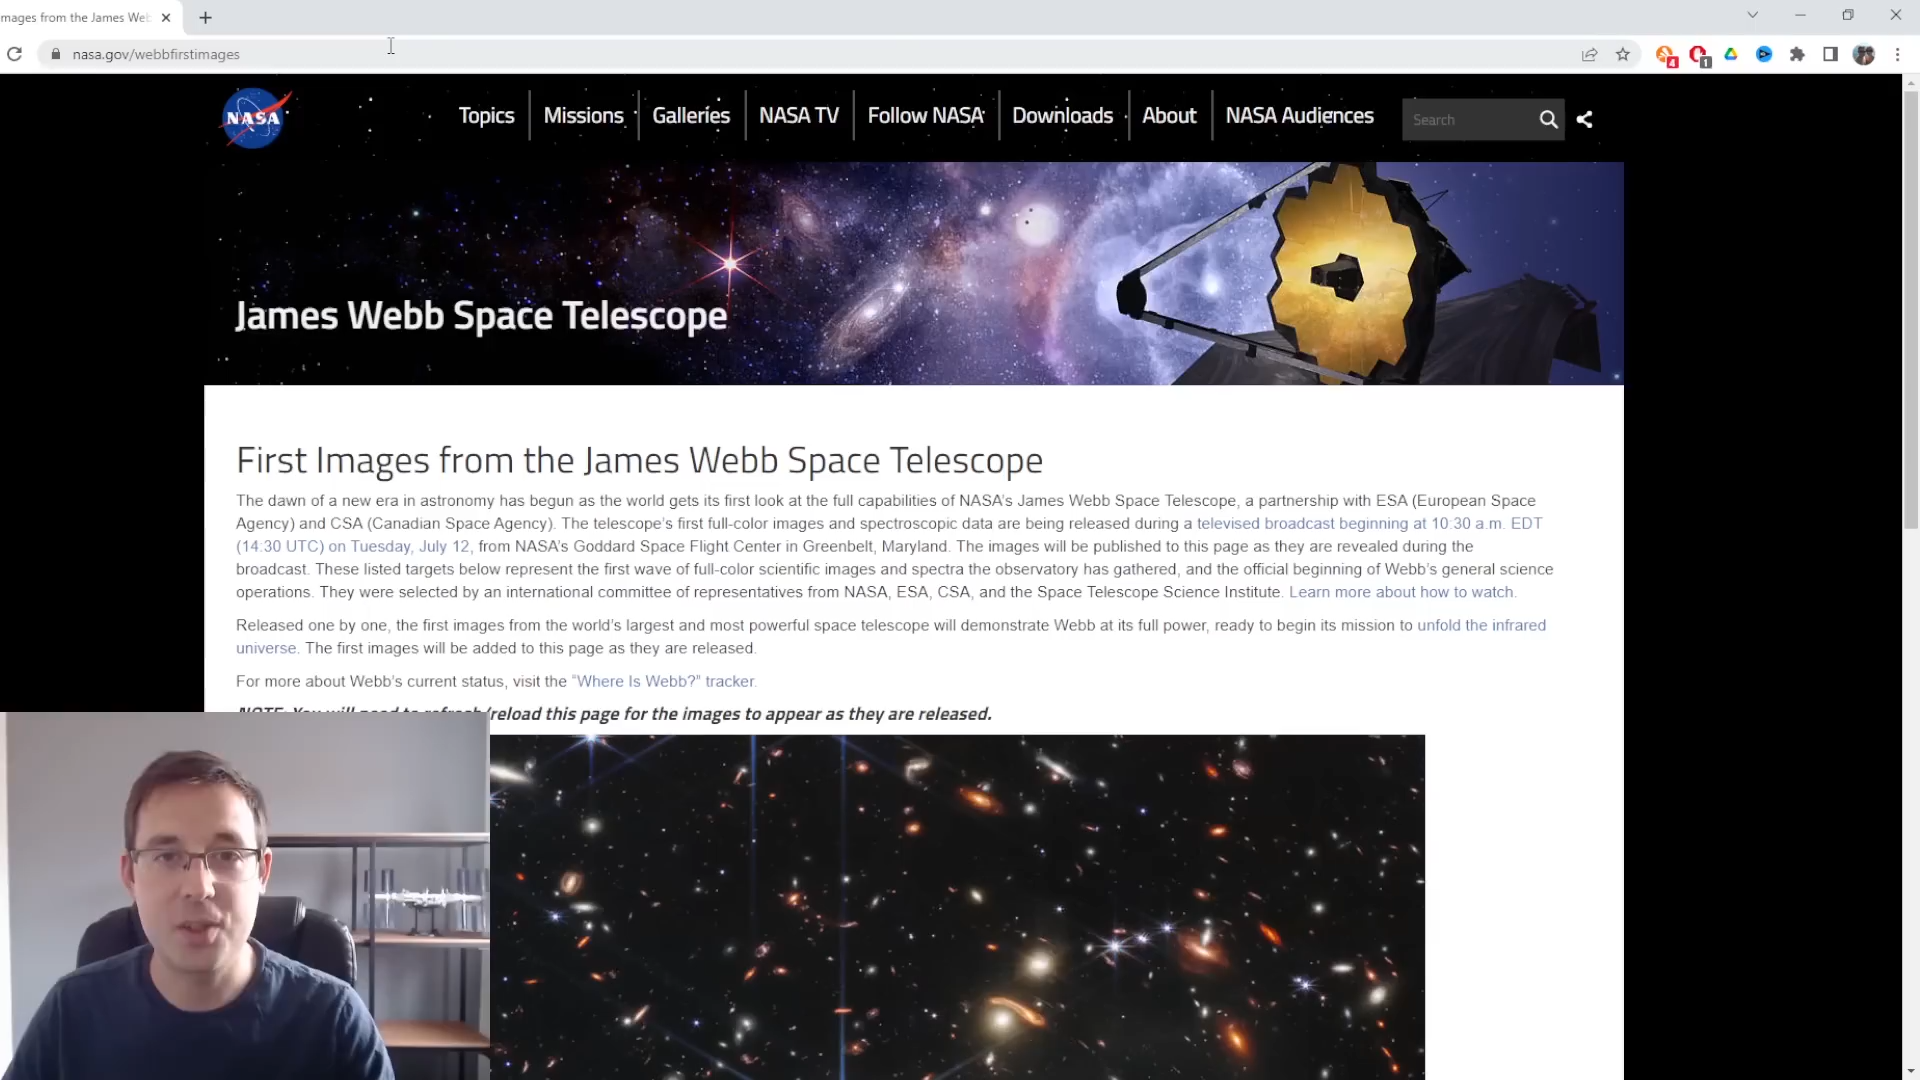 mages from the James Web
nasa.gov/webbfirstimages
4
1
NASA
Topics
Missions
Galleries
NASA TV
Follow NASA
Downloads
About
NASA Audiences
Search
James Webb Space Telescope
First Images from the James Webb Space Telescope
The dawn of a new era in astronomy has begun as the world gets its first look at the full capabilities of NASA's James Webb Space Telescope, a partnership with ESA (European Space
Agency) and CSA (Canadian Space Agency). The telescope's first full-color images and spectroscopic data are being released during a televised broadcast beginning at 10:30 a.m. EDT
(14:30 UTC) on Tuesday, July 12, from NASA's Goddard Space Flight Center in Greenbelt, Maryland. The images will be published to this page as they are revealed during the
broadcast. These listed targets below represent the first wave of full-color scientific images and spectra the observatory has gathered, and the official beginning of Webb's general science
operations. They were selected by an international committee of representatives from NASA, ESA, CSA, and the Space Telescope Science Institute. Learn more about how to watch.
Released one by one, the first images from the world's largest and most powerful space telescope will demonstrate Webb at its full power, ready to begin its mission to unfold the infrared
universe. The first images will be added to this page as they are released.
For more about Webb's current status, visit the "Where Is Webb?" tracker.
NOTE: You will need to refresh/reload this page for the images to appear as they are released.